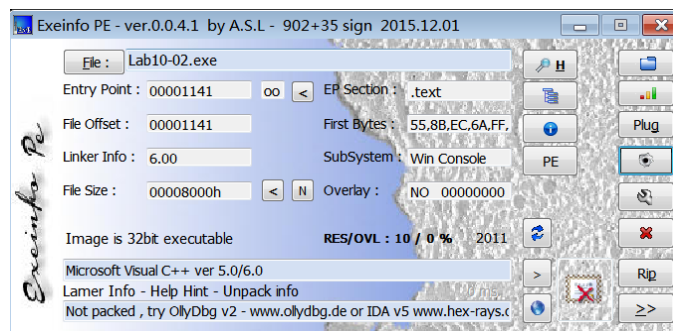 Exeinfo PE - ver.0.0.4.1 by A.S.L - 902+35 sign 2015.12.01
File : Lab10-02.exe H
Entry Point : 00001141 oo < EP Section : .text
File Offset : 00001141 First Bytes : 55,8B,EC,6A,FF, Plug
Linker Info : 6.00 SubSystem : Win Console PE
File Size : 00008000h < N Overlay : NO 00000000
Image is 32bit executable RES/OVL : 10 / 0 % 2011
Microsoft Visual C++ ver 5.0/6.0 > Rip
Lamer Info - Help Hint - Unpack info
Not packed , try OllyDbg v2 - www.ollydbg.de or IDA v5 www.hex-rays.c >>
Exeinfo Pe